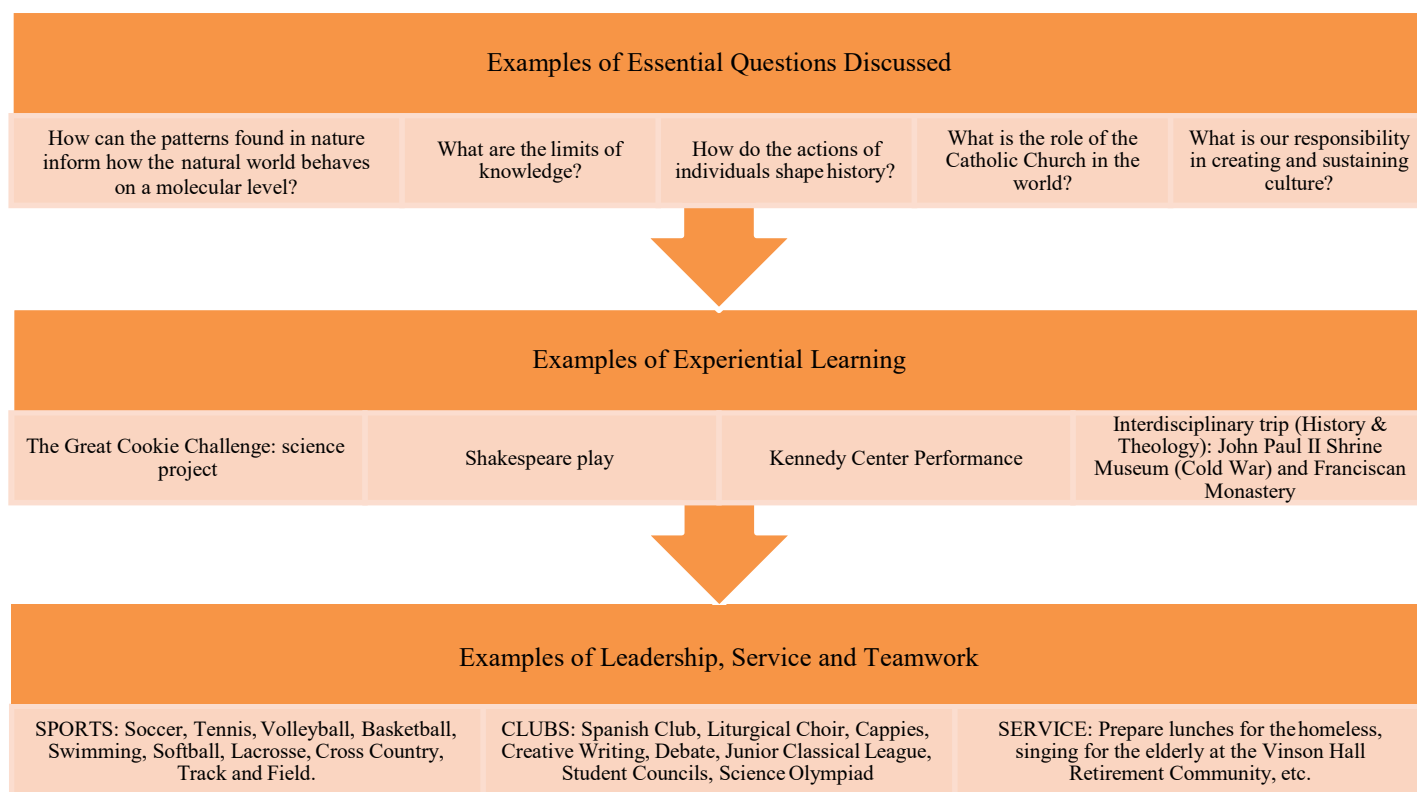 Examples of Essential Questions Discussed
How can the patterns found in nature
inform how the natural world behaves
on a molecular level?
What are the limits of
knowledge?
How do the actions of
individuals shape history?
What is the role of the
Catholic Church in the
world?
What is our responsibility
in creating and sustaining
culture?
Examples of Experiential Learning
The Great Cookie Challenge: science
project
Shakespeare play
Kennedy Center Performance
Interdisciplinary trip (History &
Theology): John Paul II Shrine
Museum (Cold War) and Franciscan
Monastery
Examples of Leadership, Service and Teamwork
SPORTS: Soccer, Tennis, Volleyball, Basketball,
Swimming, Softball, Lacrosse, Cross Country,
Track and Field.
CLUBS: Spanish Club, Liturgical Choir, Cappies,
Creative Writing, Debate, Junior Classical League,
Student Councils, Science Olympiad
SERVICE: Prepare lunches for the homeless,
singing for the elderly at the Vinson Hall
Retirement Community, etc.